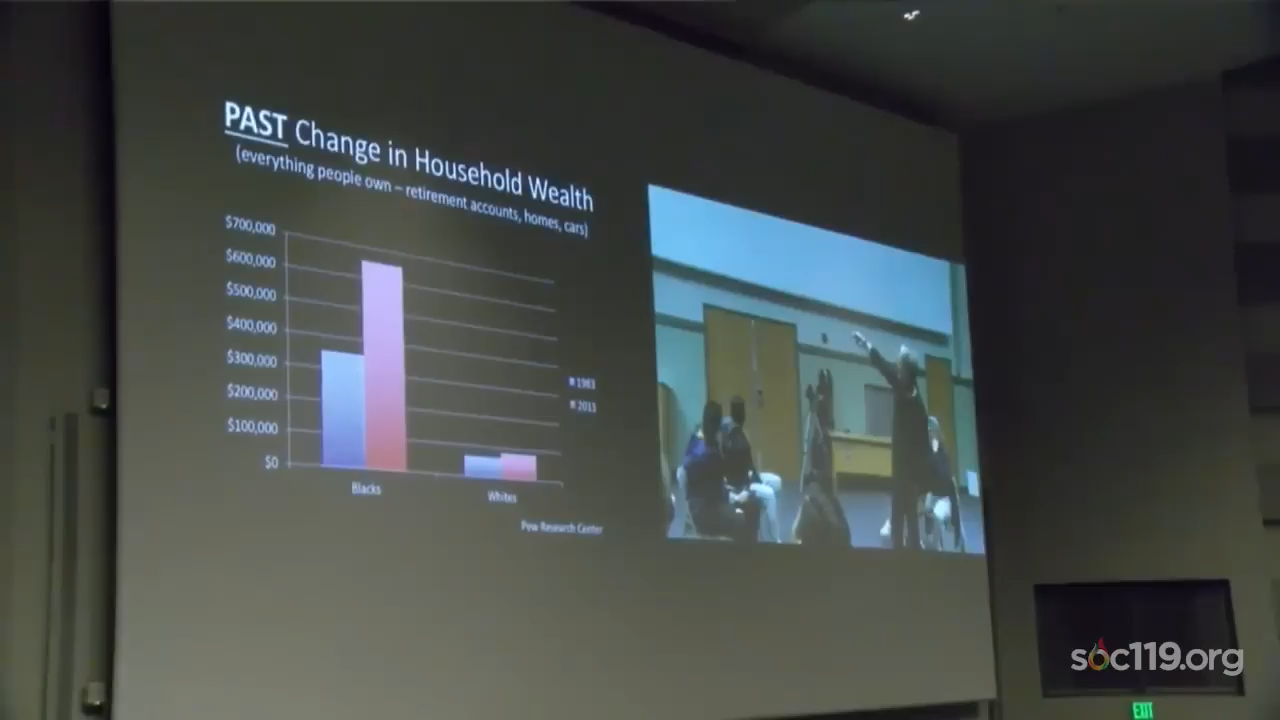 PAST Change in Household Wealth
(everything people own – retirement accounts, homes, cars)
$700,000
$600,000
$500,000
$400,000
$300,000
$200,000
$100,000
$0
1983
2013
Blacks
Whites
Pew Research Center
soc119.org
EXIT